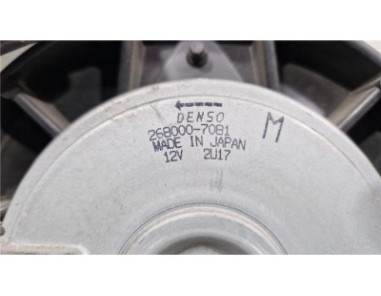 DENSO
268000-7081
M
MADE IN JAPAN
12V 2U17